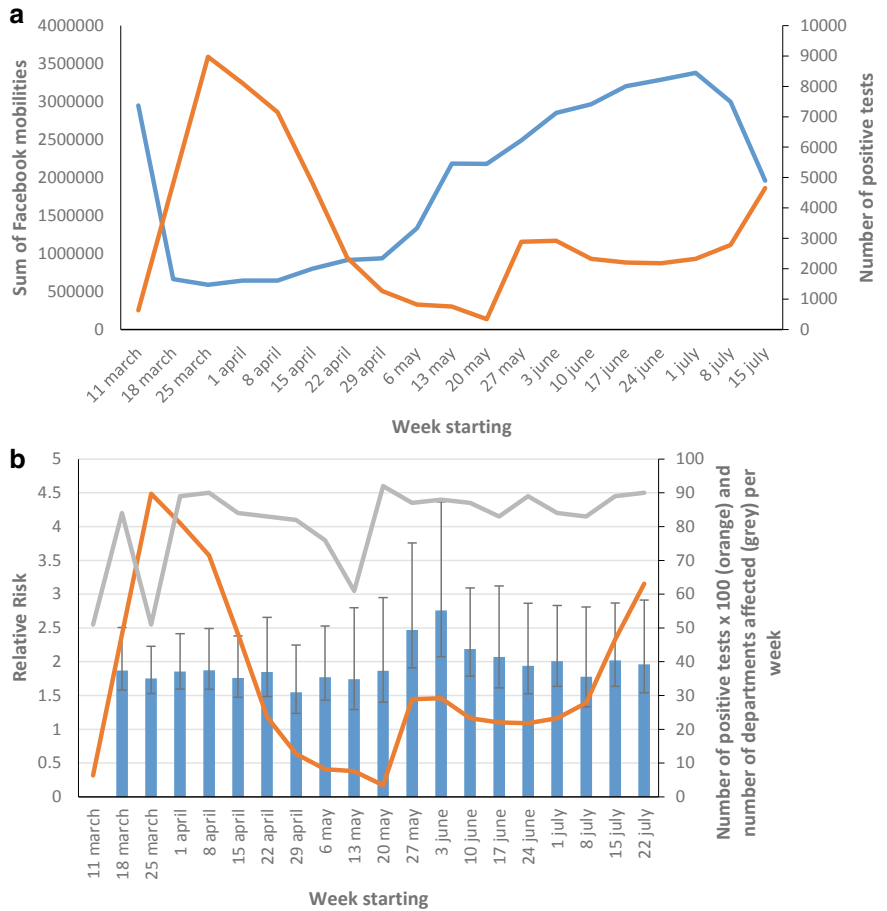 a
4000000
3500000
3000000
2500000
2000000
1500000
1000000
500000
0
Sum of Facebook mobilities
10000
9000
8000
7000
6000
5000
4000
3000
2000
1000
0
Number of positive tests
11 march
18 march
25 march
1 april
8 april
15 april
22 april
29 april
6 may
13 may
20 may
27 may
3 june
10 june
17 june
24 june
1 july
8 july
15 july
Week starting
b
5
4.5
4
3.5
3
2.5
2
1.5
1
0.5
0
Relative Risk
100
90
80
70
60
50
40
30
20
10
0
Number of positive tests x 100 (orange) and
number of departments affected (grey) per
week
11 march
18 march
25 march
1 april
8 april
15 april
22 april
29 april
6 may
13 may
20 may
27 may
3 june
10 june
17 june
24 june
1 july
8 july
15 july
22 july
Week starting